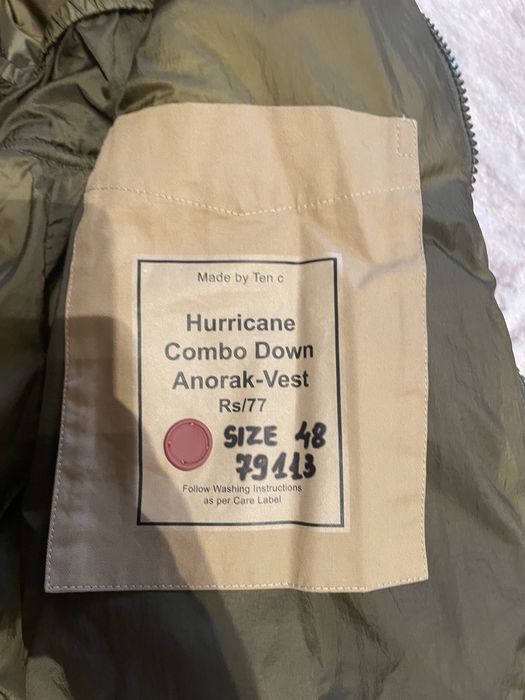 Made by Ten c
Hurricane
Combo Down
Anorak-Vest
Rs/77
SIZE 48
79113
Follow Washing Instructions
as per Care Label